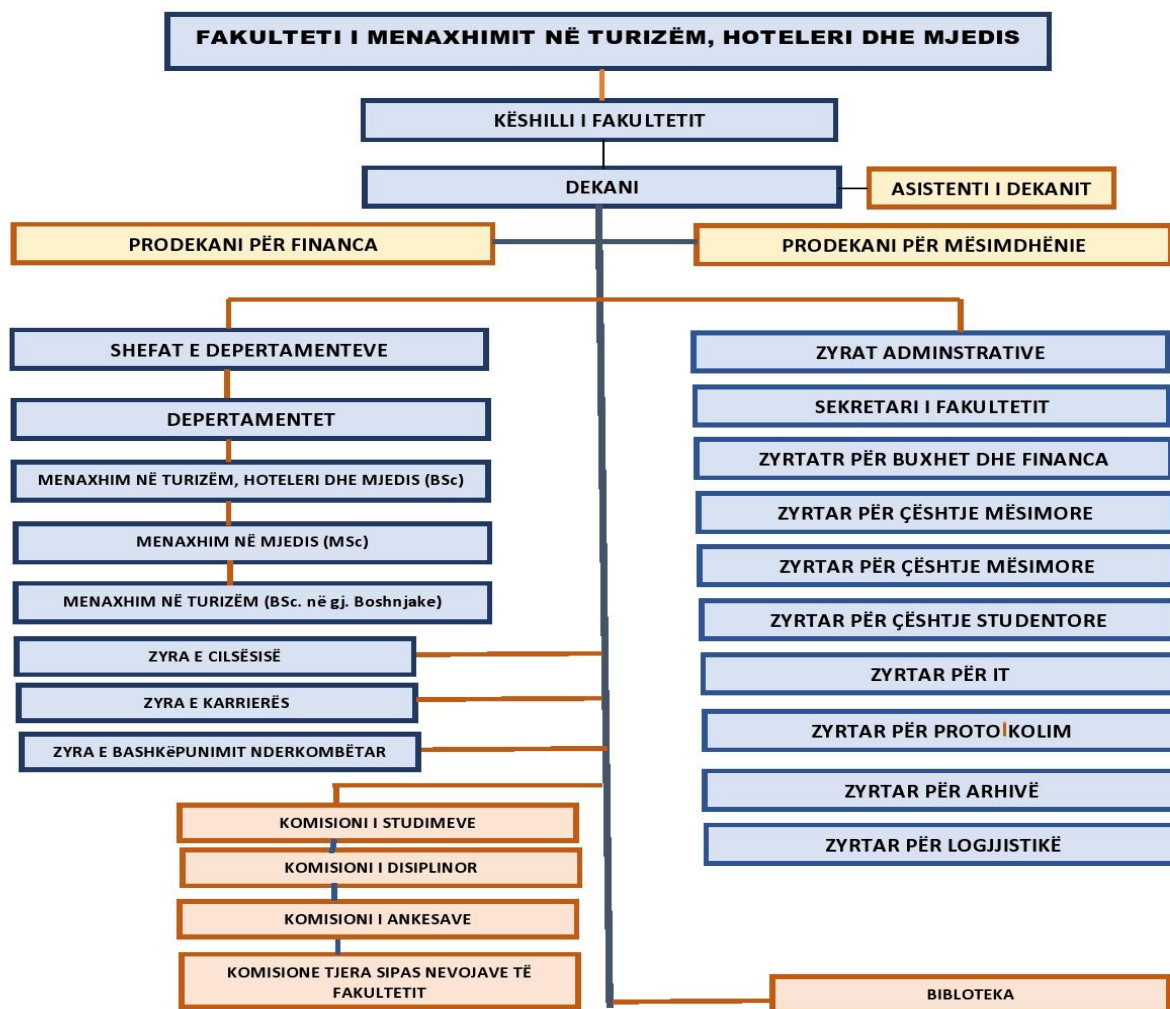 FAKULTETI I MENAXHIMIT NË TURIZËM, HOTELERI DHE MJEDIS
KËSHILLI I FAKULTETIT
DEKANI
ASISTENTI I DEKANIT
PRODEKANI PËR FINANCA
PRODEKANI PËR MËSIMDHËNIE
SHEFAT E DEPERTAMENTEVE
DEPERTAMENTET
MENAXHIM NË TURIZËM, HOTELERI DHE MJEDIS (BSc)
MENAXHIM NË MJEDIS (MSc)
MENAXHIM NË TURIZËM (BSc. në gj. Boshnjake)
ZYRA E CILSËSISË
ZYRA E KARRIERËS
ZYRA E BASHKëPUNIMIT NDERKOMBËTAR
KOMISIONI I STUDIMEVE
KOMISIONI I DISIPLINOR
KOMISIONI I ANKESAVE
KOMISIONE TJERA SIPAS NEVOJAVE TË
FAKULTETIT
ZYRAT ADMINSTRATIVE
SEKRETARI I FAKULTETIT
ZYRTATR PËR BUXHET DHE FINANCA
ZYRTAR PËR ÇËSHTJE MËSIMORE
ZYRTAR PËR ÇËSHTJE MËSIMORE
ZYRTAR PËR ÇËSHTJE STUDENTORE
ZYRTAR PËR IT
ZYRTAR PËR PROTOKOLIM
ZYRTAR PËR ARHIVË
ZYRTAR PËR LOGJJISTIKË
BIBLOTEKA